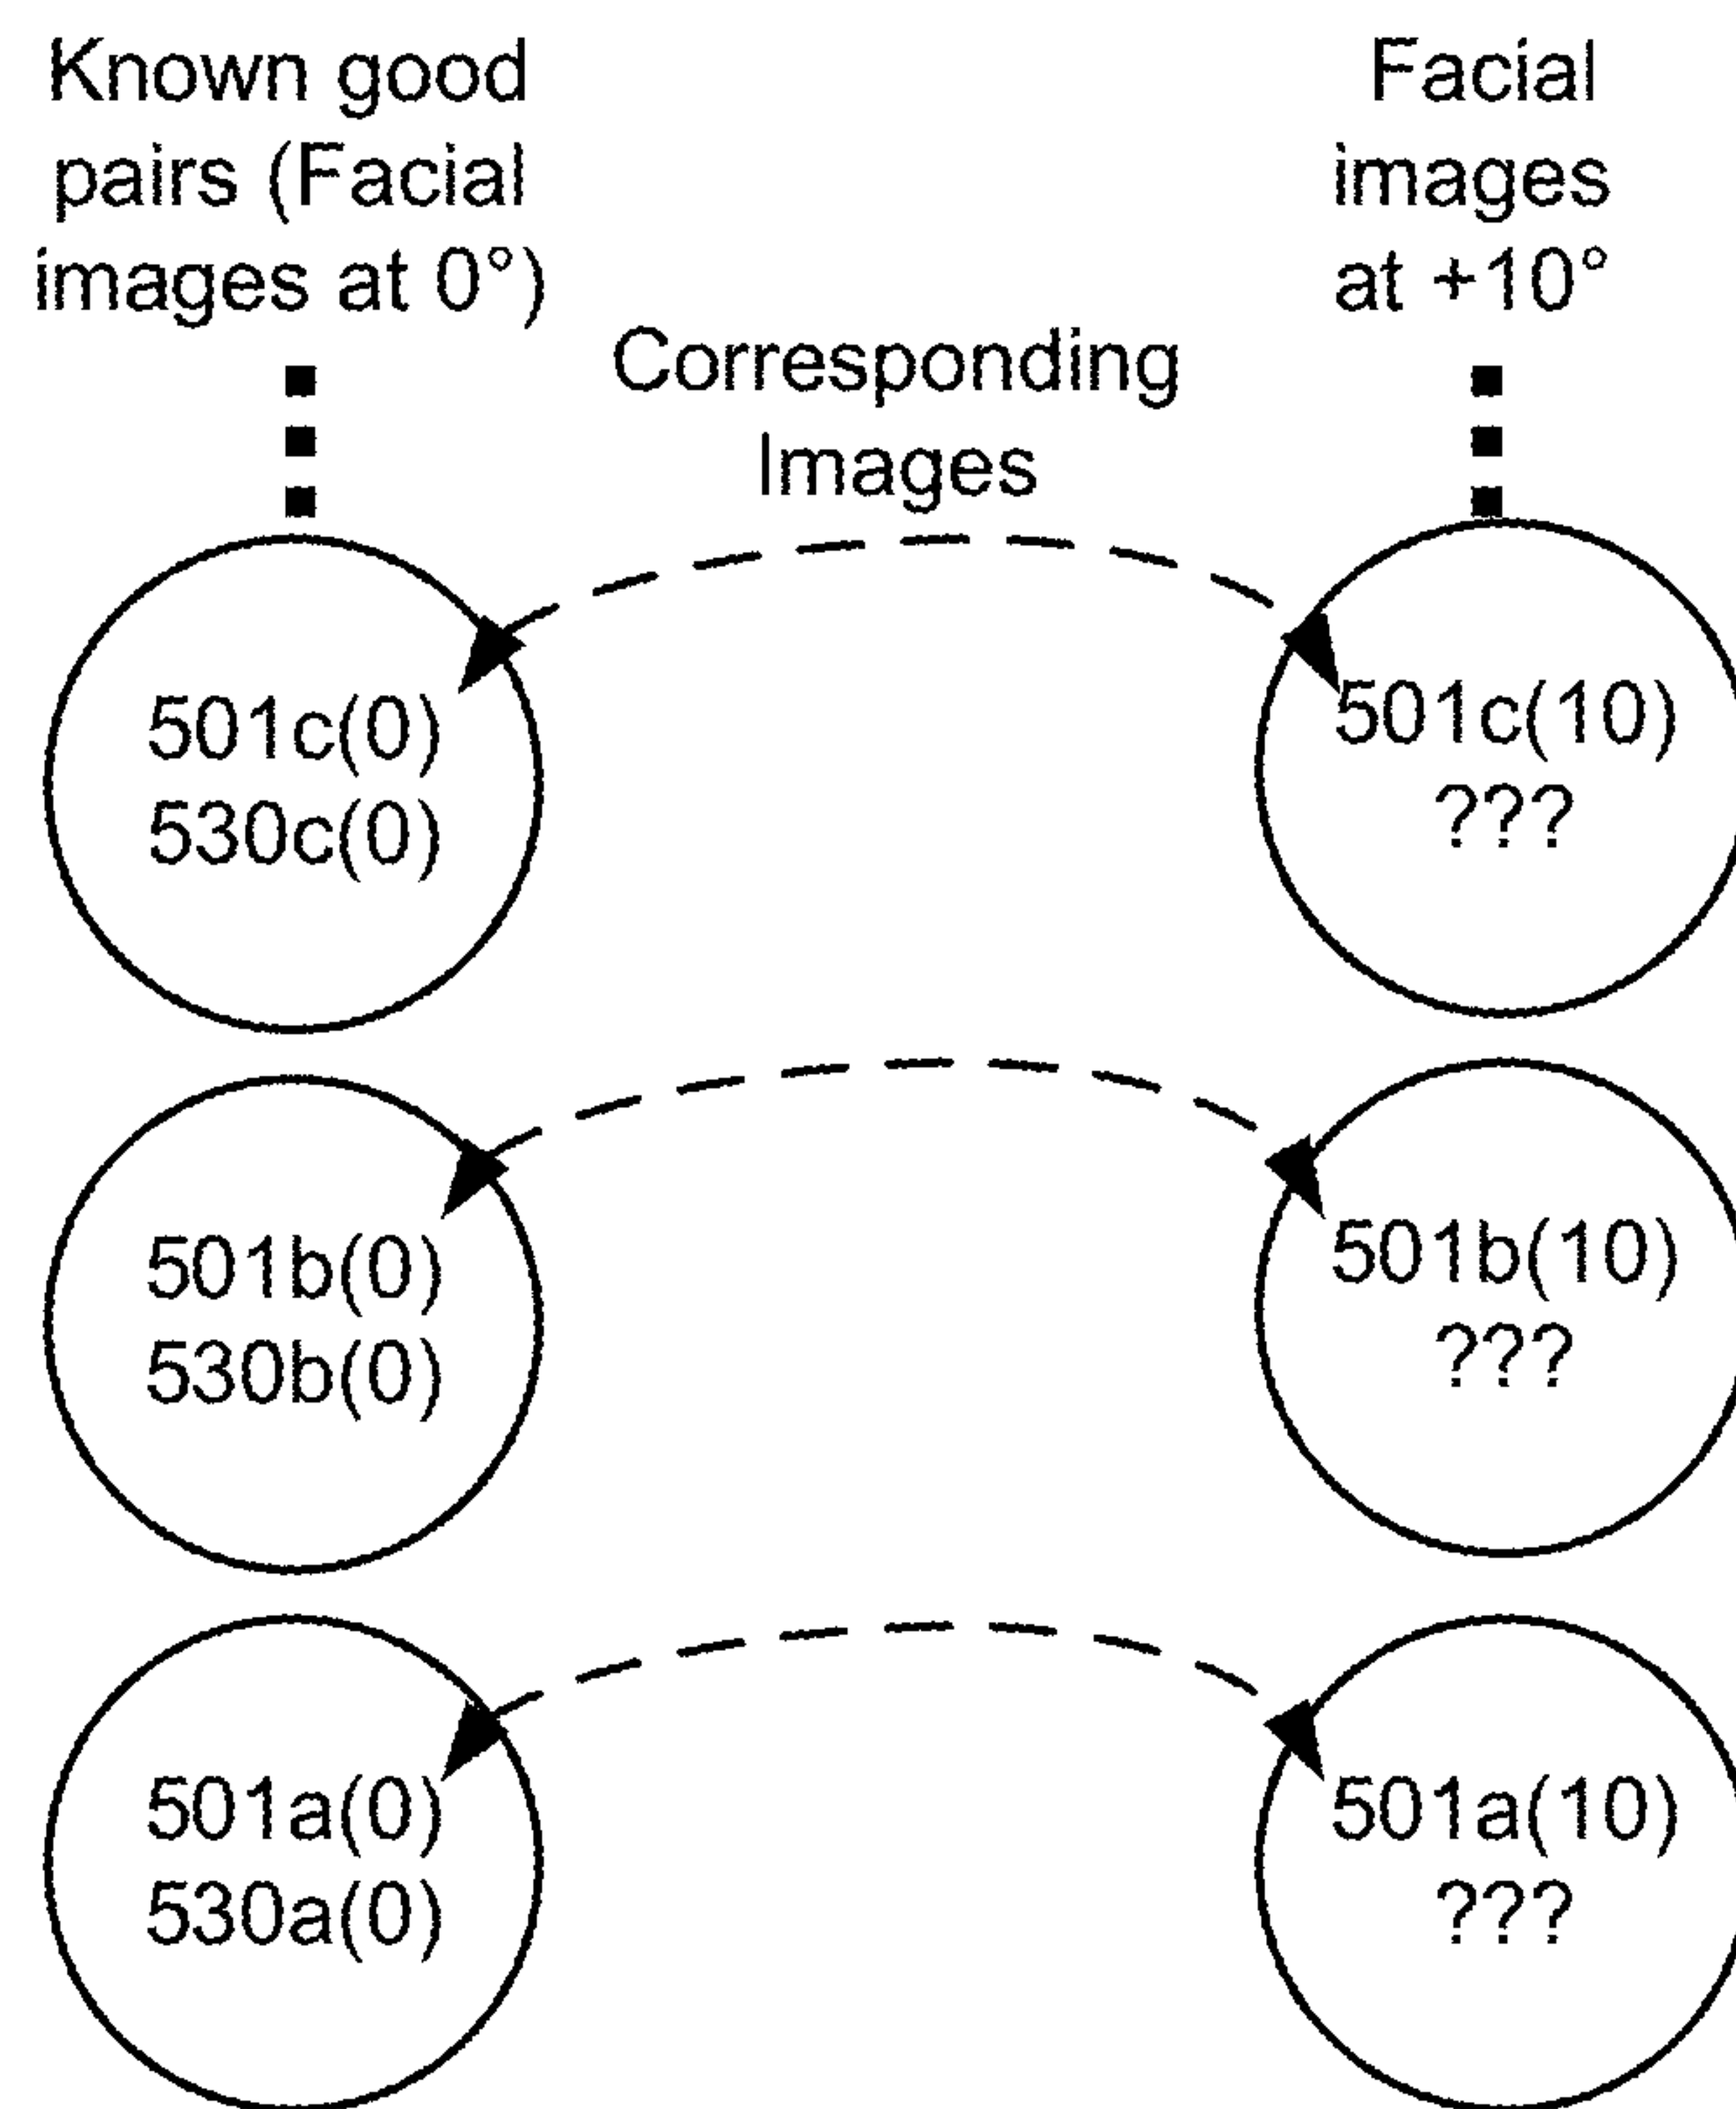 Known good
pairs (Facial
images at 0°)
Facial
images
at +10°
Corresponding
Images
501c(0)
530c(0)
501c(10)
???
501b(0)
530b(0)
501b(10)
???
501a(0)
530a(0)
501a(10)
???